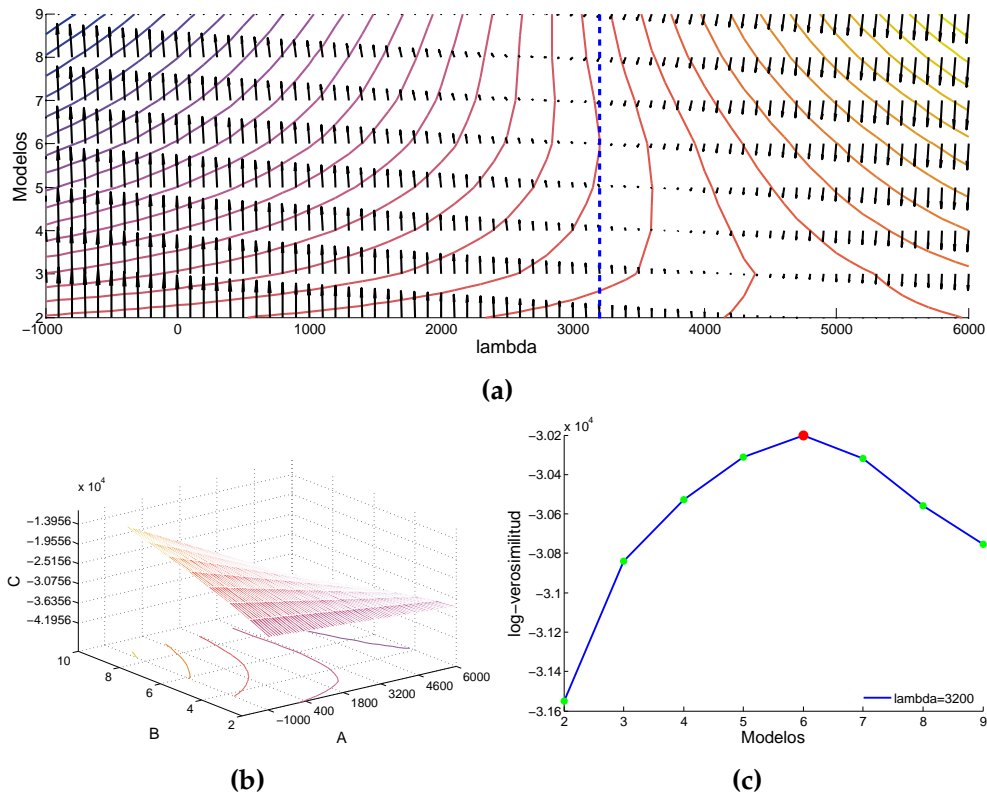 9
8
7
6
5
4
3
2
Modelos
−1000 0 1000 2000 3000 4000 5000 6000
lambda
(a)
x 10^4
−1.3956
−1.9556
−2.5156
−3.0756
−3.6356
−4.1956
C
10
8
6
4
2
B
−1000
400
1800
3200
4600
6000
A
(b)
x 10^4
−3.02
−3.04
−3.06
−3.08
−3.1
−3.12
−3.14
−3.16
log−verosimilitud
lambda=3200
2 3 4 5 6 7 8 9
Modelos
(c)